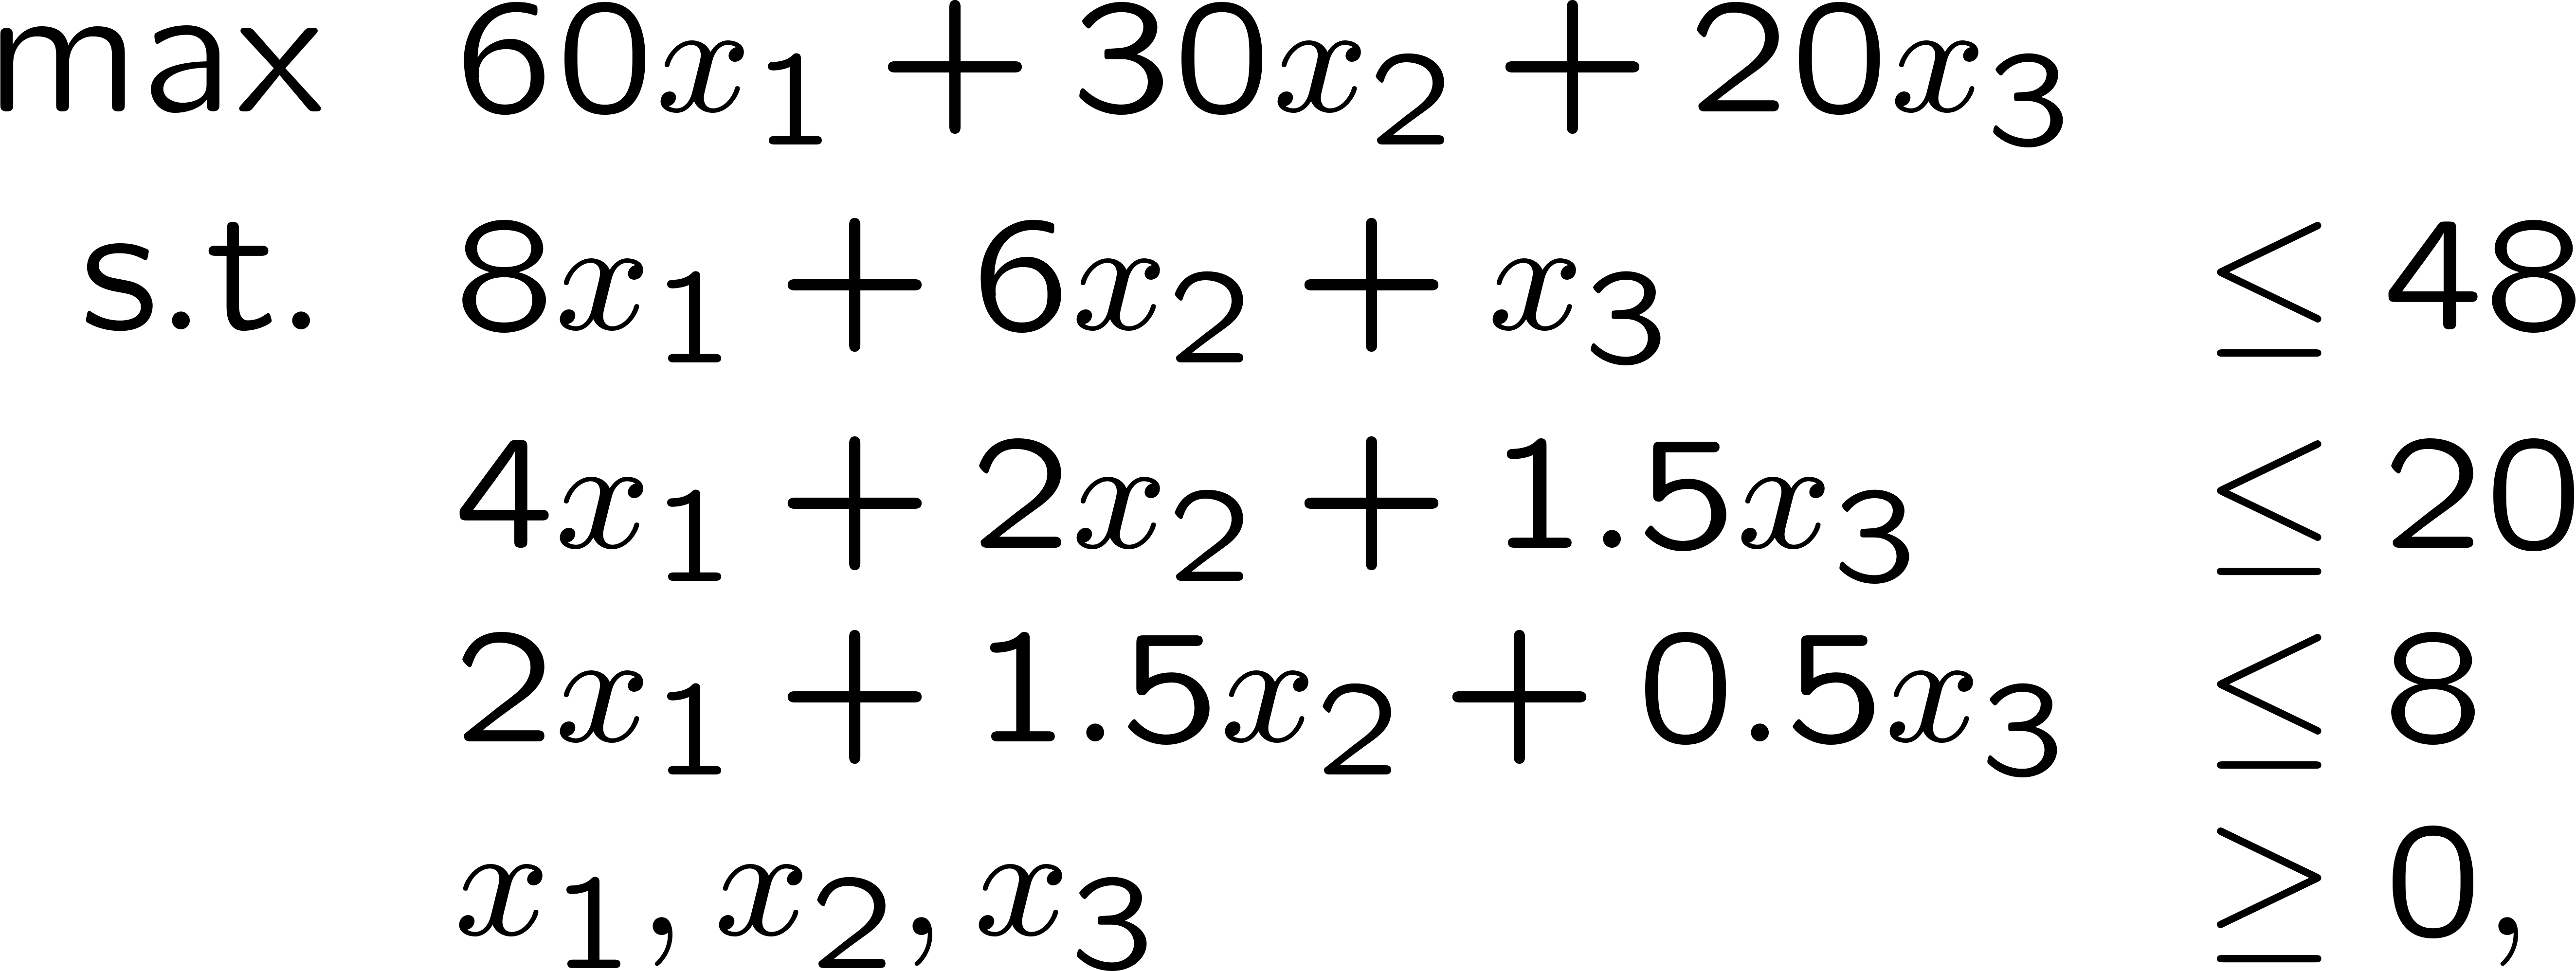 max 60x₁ + 30x₂ + 20x₃
s.t. 8x₁ + 6x₂ + x₃ ≤ 48
4x₁ + 2x₂ + 1.5x₃ ≤ 20
2x₁ + 1.5x₂ + 0.5x₃ ≤ 8
x₁, x₂, x₃ ≥ 0,